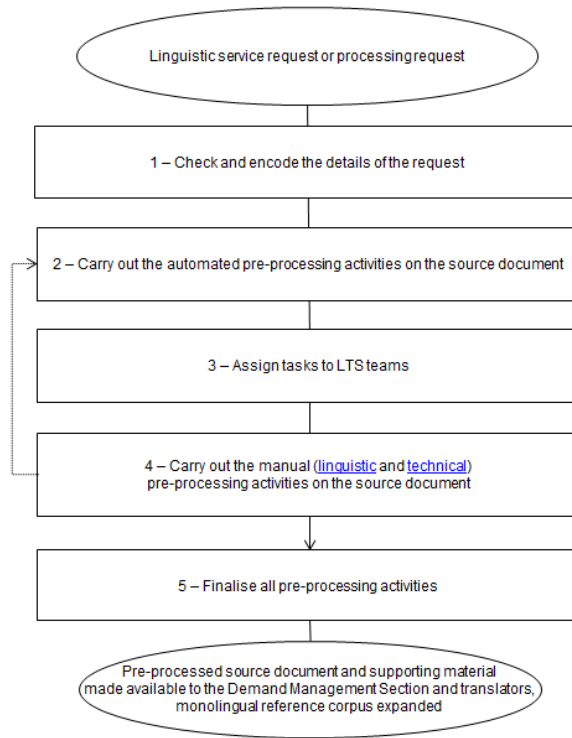 Linguistic service request or processing request
1 – Check and encode the details of the request
2 – Carry out the automated pre-processing activities on the source document
3 – Assign tasks to LTS teams
4 – Carry out the manual (linguistic and technical)
pre-processing activities on the source document
5 – Finalise all pre-processing activities
Pre-processed source document and supporting material
made available to the Demand Management Section and translators,
monolingual reference corpus expanded